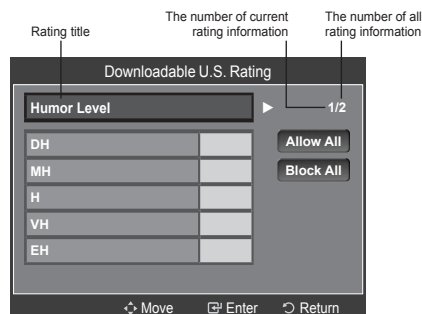 Rating title
The number of current
rating information
The number of all
rating information
Downloadable U.S. Rating
Humor Level
1/2
DH
MH
H
VH
EH
Allow All
Block All
Move
Enter
Return